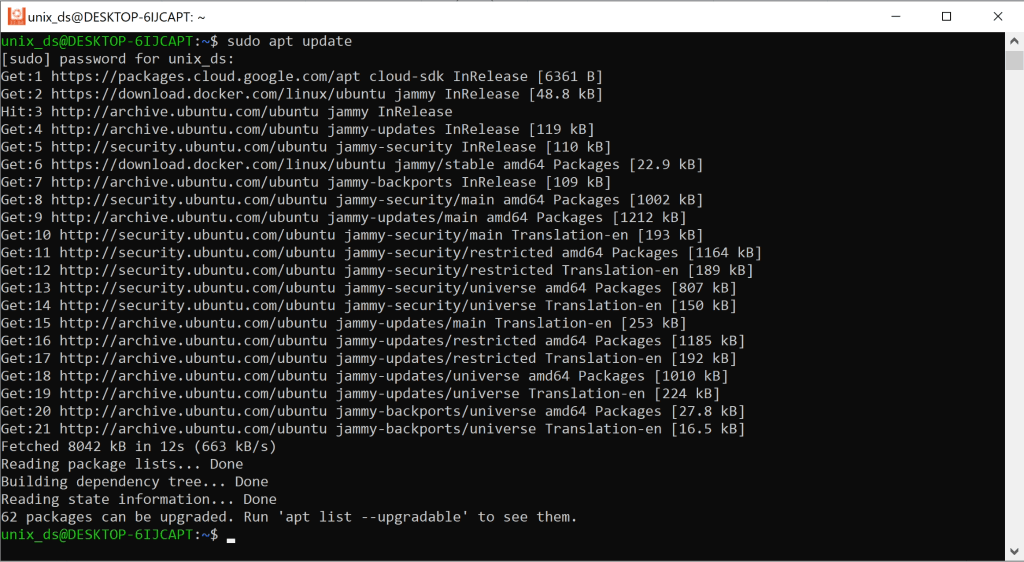 unix_ds@DESKTOP-6IJCAPT: ~
unix_ds@DESKTOP-6IJCAPT:~$ sudo apt update
[sudo] password for unix_ds:
Get:1 https://packages.cloud.google.com/apt cloud-sdk InRelease [6361 B]
Get:2 https://download.docker.com/linux/ubuntu jammy InRelease [48.8 kB]
Hit:3 http://archive.ubuntu.com/ubuntu jammy InRelease
Get:4 http://archive.ubuntu.com/ubuntu jammy-updates InRelease [119 kB]
Get:5 http://security.ubuntu.com/ubuntu jammy-security InRelease [110 kB]
Get:6 https://download.docker.com/linux/ubuntu jammy/stable amd64 Packages [22.9 kB]
Get:7 http://archive.ubuntu.com/ubuntu jammy-backports InRelease [109 kB]
Get:8 http://security.ubuntu.com/ubuntu jammy-security/main amd64 Packages [1002 kB]
Get:9 http://archive.ubuntu.com/ubuntu jammy-updates/main amd64 Packages [1212 kB]
Get:10 http://security.ubuntu.com/ubuntu jammy-security/main Translation-en [193 kB]
Get:11 http://security.ubuntu.com/ubuntu jammy-security/restricted amd64 Packages [1164 kB]
Get:12 http://security.ubuntu.com/ubuntu jammy-security/restricted Translation-en [189 kB]
Get:13 http://security.ubuntu.com/ubuntu jammy-security/universe amd64 Packages [807 kB]
Get:14 http://security.ubuntu.com/ubuntu jammy-security/universe Translation-en [150 kB]
Get:15 http://archive.ubuntu.com/ubuntu jammy-updates/main Translation-en [253 kB]
Get:16 http://archive.ubuntu.com/ubuntu jammy-updates/restricted amd64 Packages [1185 kB]
Get:17 http://archive.ubuntu.com/ubuntu jammy-updates/restricted Translation-en [192 kB]
Get:18 http://archive.ubuntu.com/ubuntu jammy-updates/universe amd64 Packages [1010 kB]
Get:19 http://archive.ubuntu.com/ubuntu jammy-updates/universe Translation-en [224 kB]
Get:20 http://archive.ubuntu.com/ubuntu jammy-backports/universe amd64 Packages [27.8 kB]
Get:21 http://archive.ubuntu.com/ubuntu jammy-backports/universe Translation-en [16.5 kB]
Fetched 8042 kB in 12s (663 kB/s)
Reading package lists... Done
Building dependency tree... Done
Reading state information... Done
62 packages can be upgraded. Run 'apt list --upgradable' to see them.
unix_ds@DESKTOP-6IJCAPT:~$